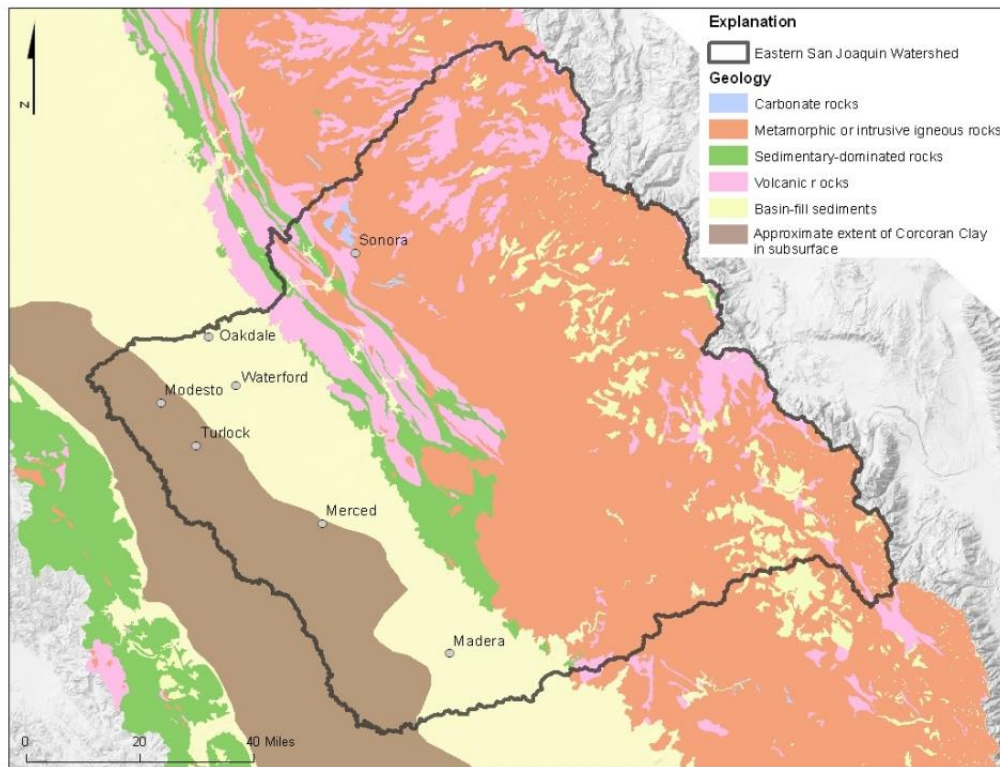 Explanation
Eastern San Joaquin Watershed
Geology
Carbonate rocks
Metamorphic or intrusive igneous rocks
Sedimentary-dominated rocks
Volcanic r ocks
Basin-fill sediments
Approximate extent of Corcoran Clay
in subsurface
N
Sonora
Oakdale
Waterford
Modesto
Turlock
Merced
Madera
0 20 40 Miles